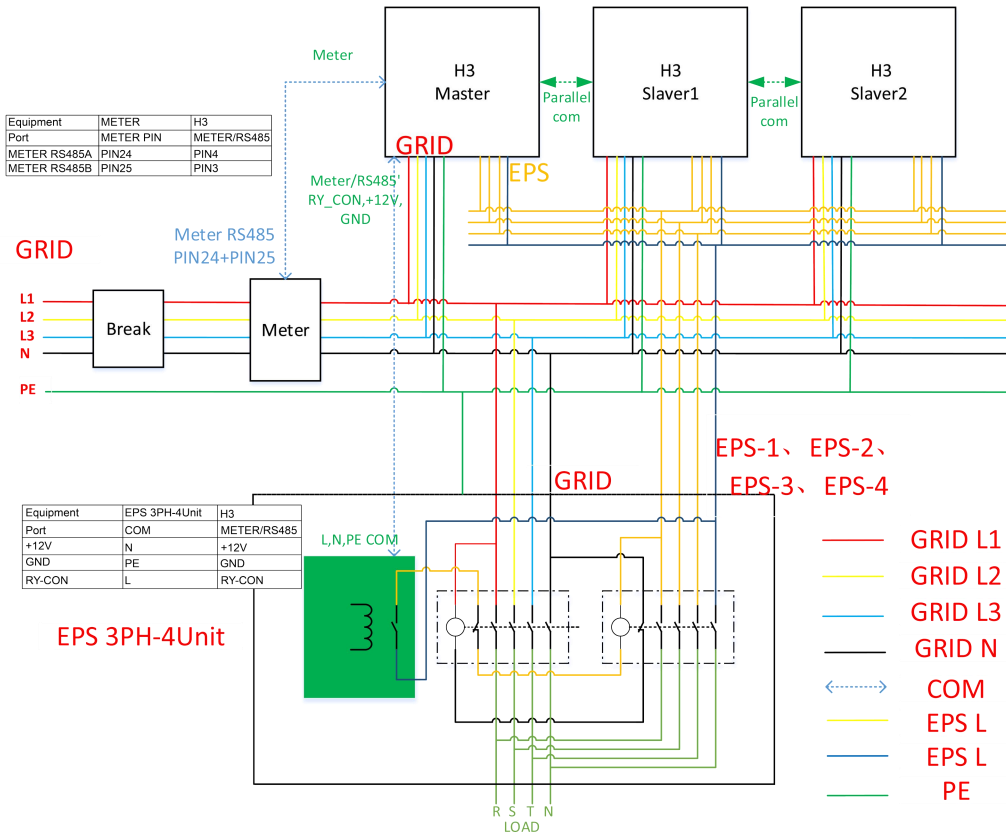 H3
Master
H3
Slaver1
H3
Slaver2
Meter
Parallel
com
Parallel
com
Equipment METER H3
Port METER PIN METER/RS485
METER RS485A PIN24 PIN4
METER RS485B PIN25 PIN3
GRID
EPS
Meter/RS485'
RY_CON,+12V,
GND
Meter RS485
PIN24+PIN25
GRID
L1
L2
L3
N
PE
Break
Meter
EPS-1、 EPS-2、
EPS-3、 EPS-4
GRID
Equipment EPS 3PH-4Unit H3
Port COM METER/RS485
+12V N +12V
GND PE GND
RY-CON L RY-CON
L,N,PE COM
EPS 3PH-4Unit
GRID L1
GRID L2
GRID L3
GRID N
COM
EPS L
EPS L
PE
R S T N
LOAD